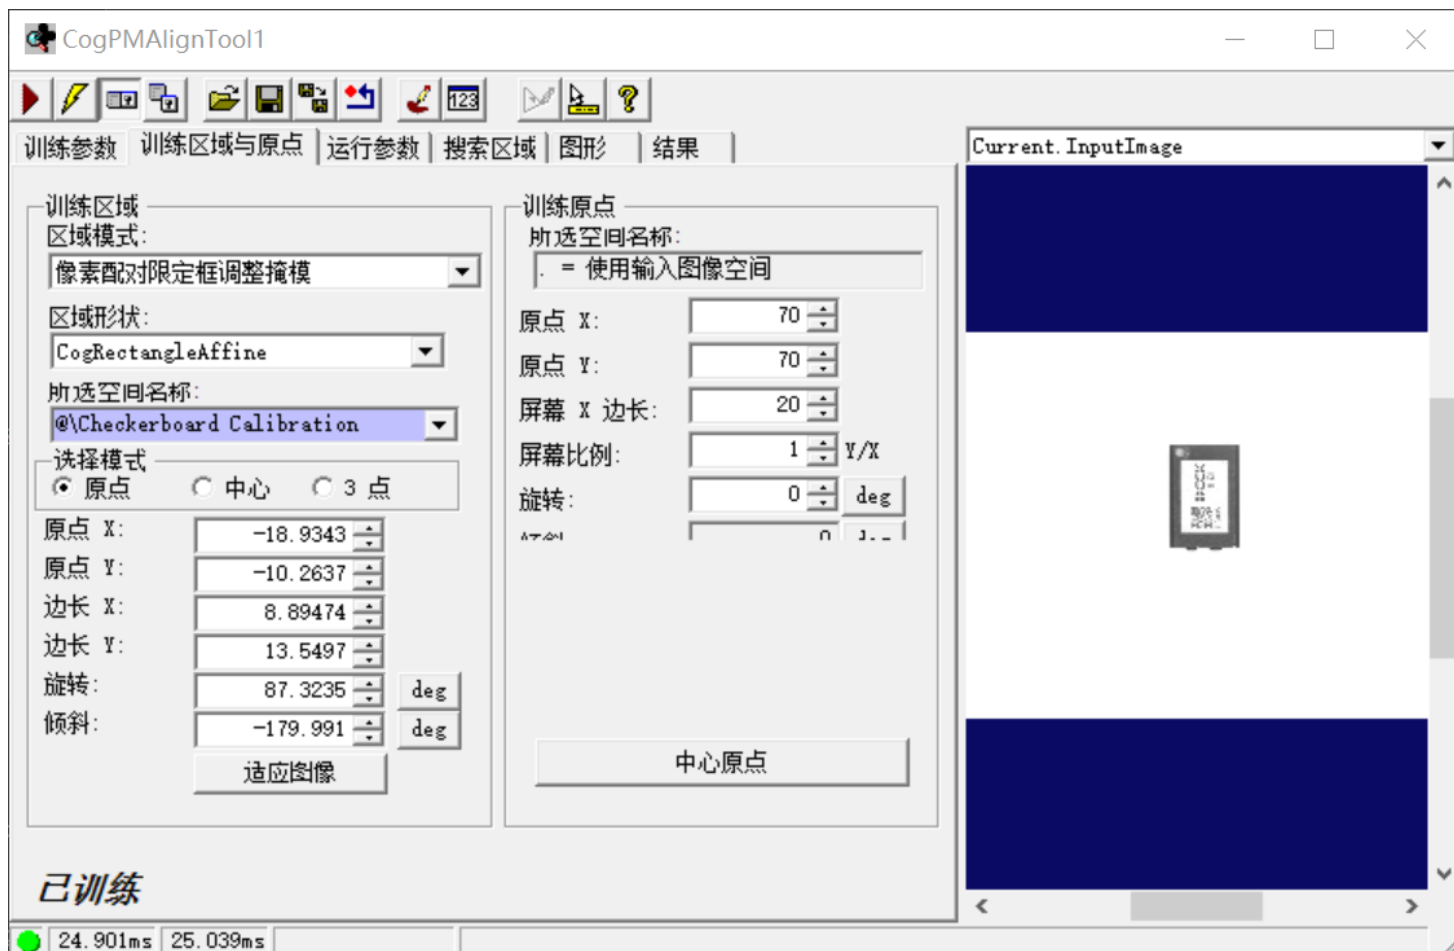 CogPMAlignTool1
训练参数 训练区域与原点 运行参数 搜索区域 图形 结果
Current.InputImage
训练区域
区域模式:
像素配对限定框调整掩模
区域形状:
CogRectangleAffine
所选空间名称:
@\Checkerboard Calibration
选择模式
原点 中心 3 点
原点 X: -18.9343
原点 Y: -10.2637
边长 X: 8.89474
边长 Y: 13.5497
旋转: 87.3235 deg
倾斜: -179.991 deg
适应图像
训练原点
所选空间名称:
. = 使用输入图像空间
原点 X: 70
原点 Y: 70
屏幕 X 边长: 20
屏幕比例: 1 Y/X
旋转: 0 deg
中心原点
已训练
24.901ms 25.039ms